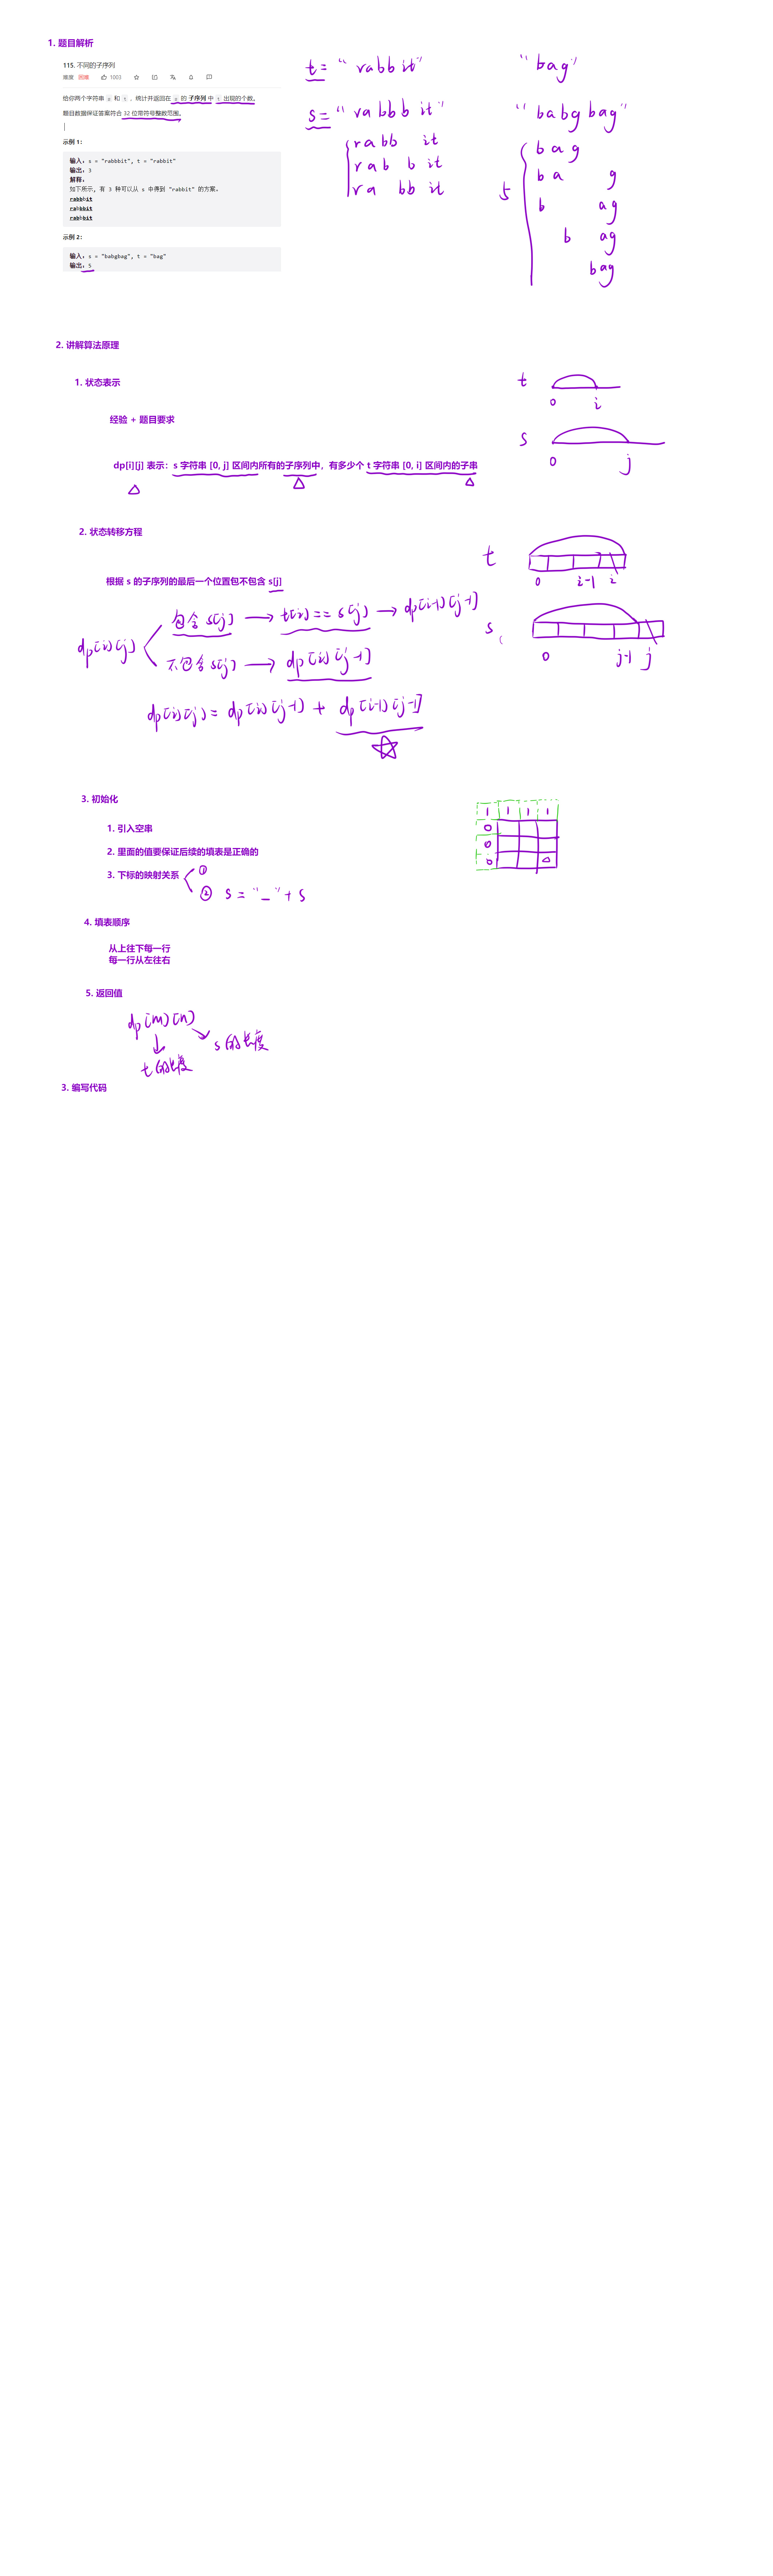 1. 题目解析
115. 不同的子序列
难度 困难 1003
给你两个字符串 s 和 t ,统计并返回在 s 的 子序列 中 t 出现的个数。
题目数据保证答案符合 32 位带符号整数范围。
示例 1:
输入:s = "rabbbit", t = "rabbit"
输出:3
解释:
如下所示, 有 3 种可以从 s 中得到 "rabbit" 的方案。
rabbbit
rabbbit
rabbbit
示例 2:
输入:s = "babgbag", t = "bag"
输出:5
t = "rabbit"
s = "rabbbit"
rabb it
rab b it
ra bb it
"bag"
"babgbag"
5
bag
ba g
b ag
b ag
bag
2. 讲解算法原理
1. 状态表示
经验 + 题目要求
dp[i][j] 表示:s 字符串 [0, j] 区间内所有的子序列中,有多少个 t 字符串 [0, i] 区间内的子串
t
0 i
s
0 j
2. 状态转移方程
根据 s 的子序列的最后一个位置包不包含 s[j]
dp[i][j]
包含 s[j] → t[i] == s[j] → dp[i-1][j-1]
不包含 s[j] → dp[i][j-1]
dp[i][j] = dp[i][j-1] + dp[i-1][j-1]
t
0 i-1 i
s
0 j-1 j
3. 初始化
1. 引入空串
2. 里面的值要保证后续的填表是正确的
3. 下标的映射关系
①
② s = " _ " + s
1 1 1 1
0
0
0
4. 填表顺序
从上往下每一行
每一行从左往右
5. 返回值
dp[m][n]
s 的长度
t 的长度
3. 编写代码